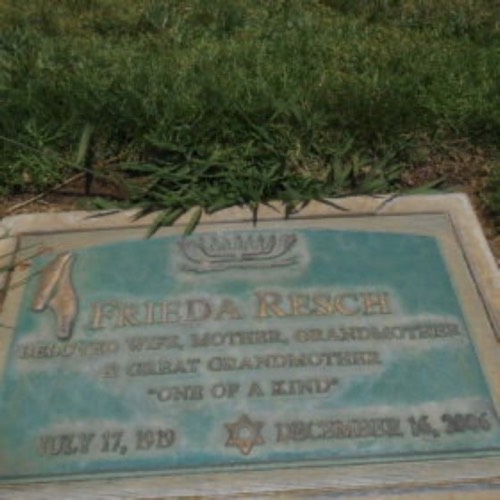 FRIEDA RESCH
BELOVED WIFE, MOTHER, GRANDMOTHER
& GREAT GRANDMOTHER
"ONE OF A KIND"
JULY 17, 1919 DECEMBER 16, 2006